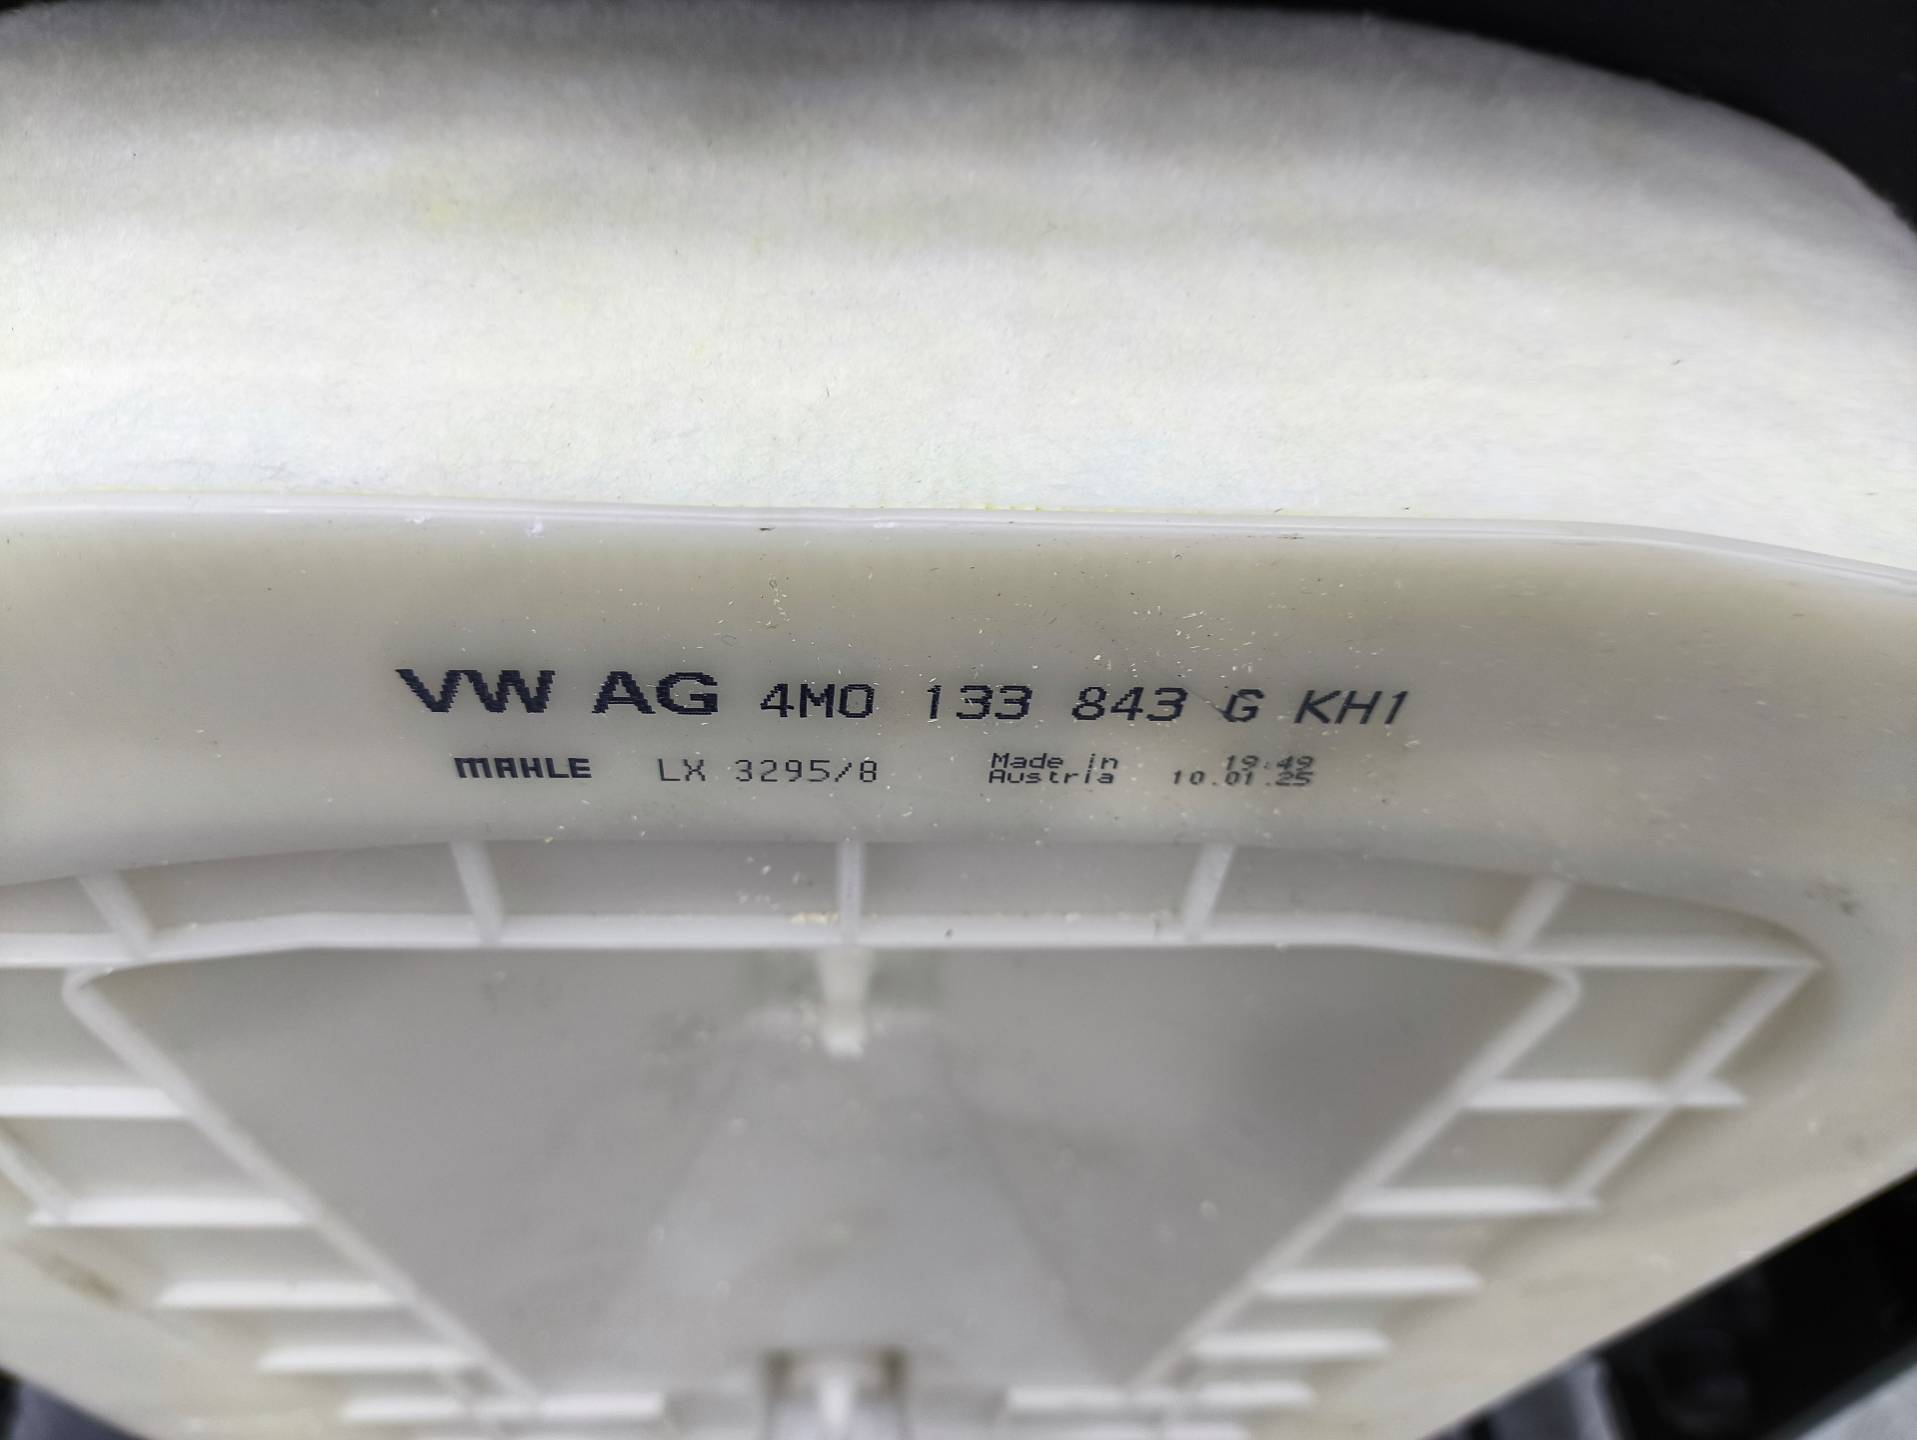 VW AG 4M0 133 843 G KH1
MAHLE LX 3295/8 Made in 19:49
Austria 10.01.25